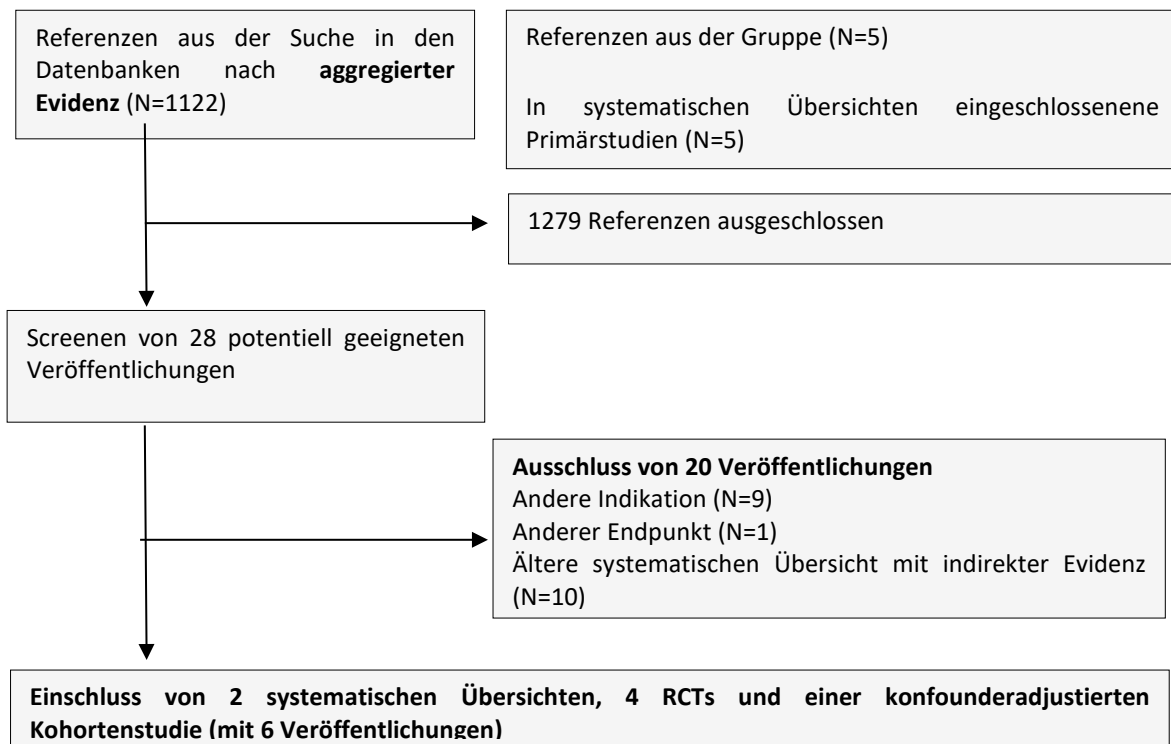 Referenzen aus der Suche in den
Datenbanken nach aggregierter
Evidenz (N=1122)
Referenzen aus der Gruppe (N=5)
In systematischen Übersichten eingeschlossenene
Primärstudien (N=5)
1279 Referenzen ausgeschlossen
Screenen von 28 potentiell geeigneten
Veröffentlichungen
Ausschluss von 20 Veröffentlichungen
Andere Indikation (N=9)
Anderer Endpunkt (N=1)
Ältere systematischen Übersicht mit indirekter Evidenz
(N=10)
Einschluss von 2 systematischen Übersichten, 4 RCTs und einer konfounderadjustierten
Kohortenstudie (mit 6 Veröffentlichungen)